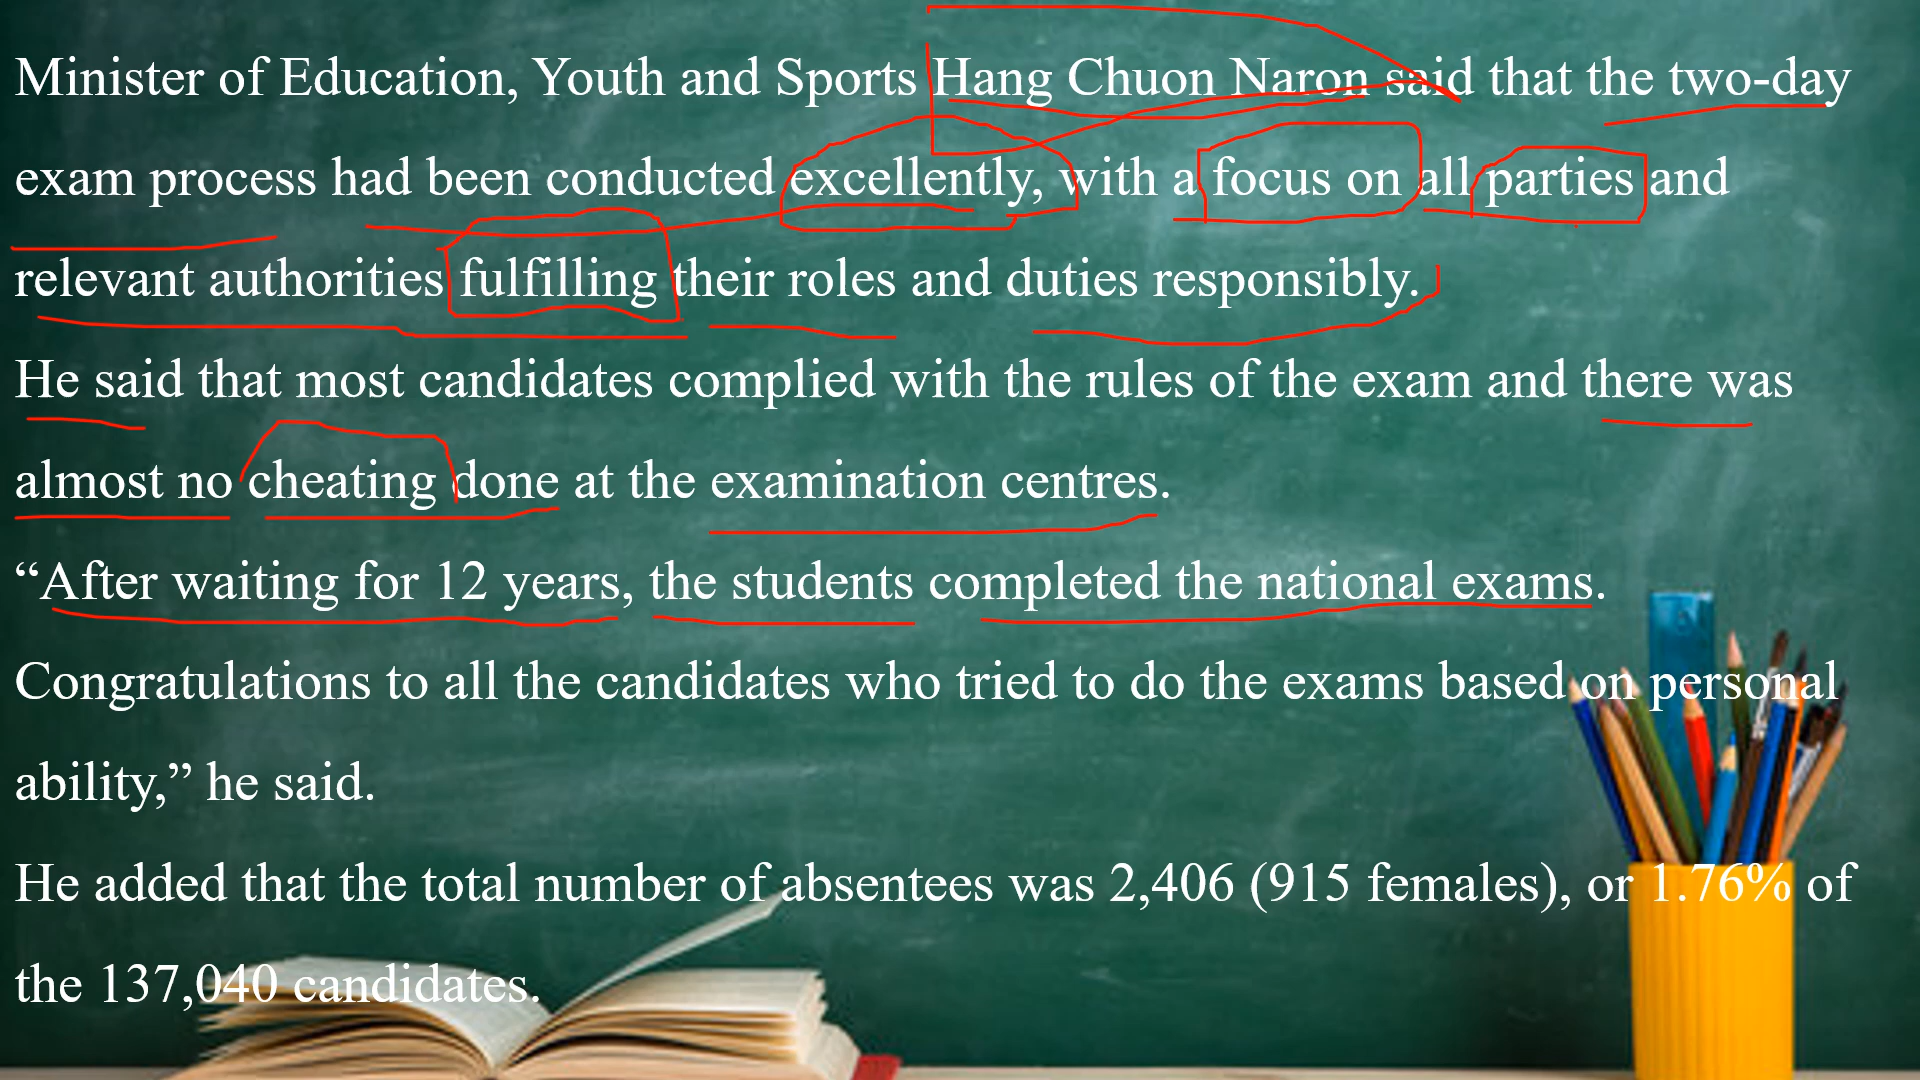 Minister of Education, Youth and Sports Hang Chuon Naron said that the two-day
exam process had been conducted excellently, with a focus on all parties and
relevant authorities fulfilling their roles and duties responsibly.
He said that most candidates complied with the rules of the exam and there was
almost no cheating done at the examination centres.
“After waiting for 12 years, the students completed the national exams.
Congratulations to all the candidates who tried to do the exams based on personal
ability,” he said.
He added that the total number of absentees was 2,406 (915 females), or 1.76% of
the 137,040 candidates.